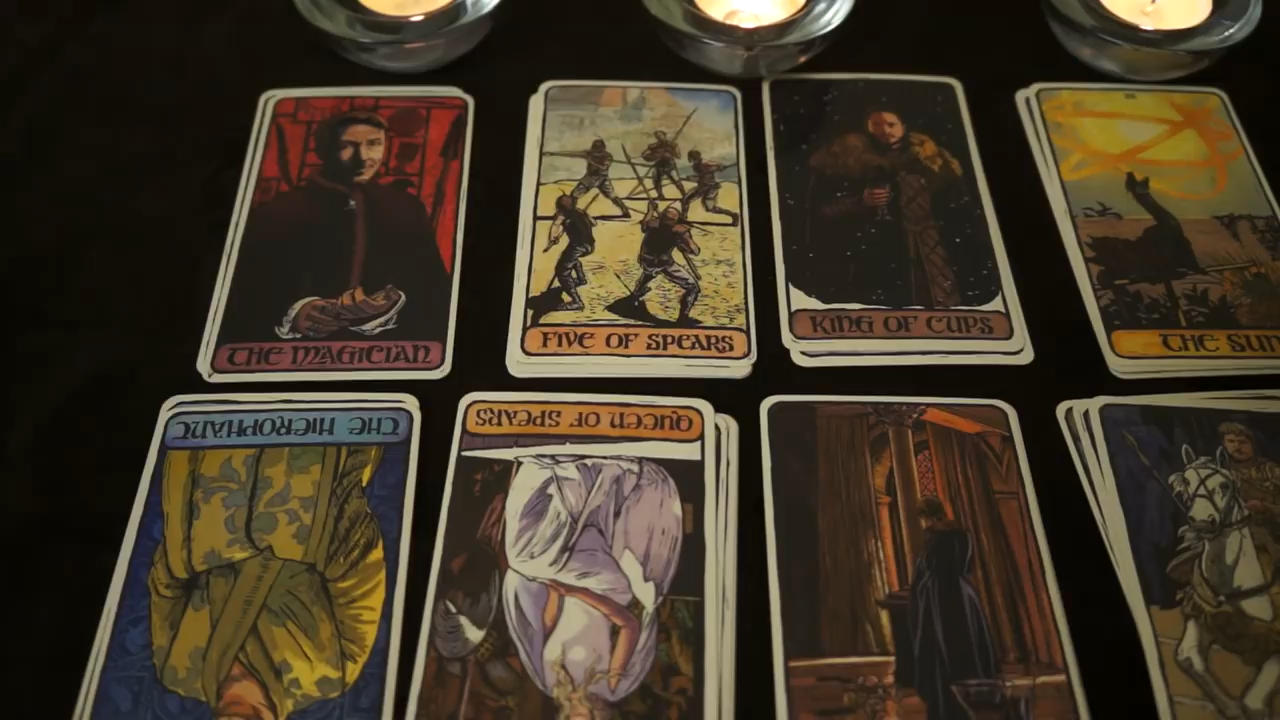 THE MAGICIAN
FIVE OF SPEARS
KING OF CUPS
THE SUN
THE HIEROPHANT
QUEEN OF SPEARS